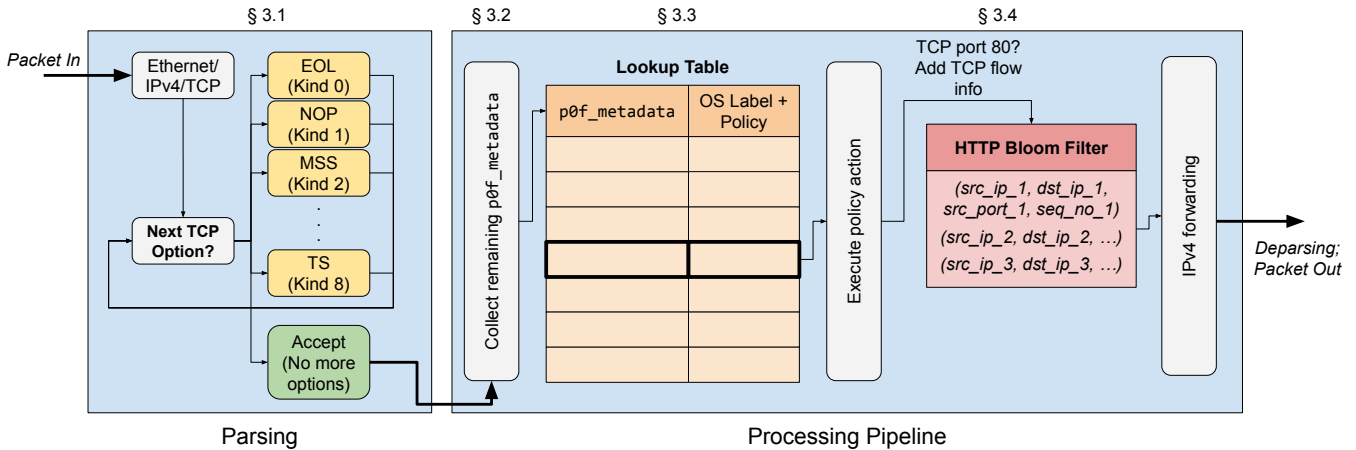 § 3.1
§ 3.2
§ 3.3
§ 3.4
Packet In
Ethernet/
IPv4/TCP
EOL
(Kind 0)
NOP
(Kind 1)
MSS
(Kind 2)
.
.
.
Next TCP
Option?
TS
(Kind 8)
Accept
(No more
options)
Parsing
Collect remaining p0f_metadata
Lookup Table
p0f_metadata
OS Label +
Policy
Execute policy action
TCP port 80?
Add TCP flow
info
HTTP Bloom Filter
(src_ip_1, dst_ip_1,
src_port_1, seq_no_1)
(src_ip_2, dst_ip_2, …)
(src_ip_3, dst_ip_3, …)
IPv4 forwarding
Deparsing;
Packet Out
Processing Pipeline